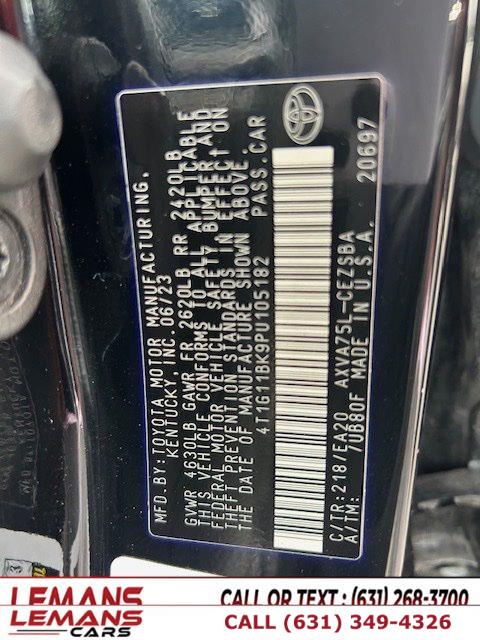 MFD. BY: TOYOTA MOTOR MANUFACTURING.
KENTUCKY, INC. 06/23
GVWR 4630LB GAWR FR 2620LB RR 2420LB
THIS VEHICLE CONFORMS TO ALL APPLICABLE
FEDERAL MOTOR VEHICLE SAFETY, BUMPER AND
THEFT PREVENTION STANDARDS IN EFFECT ON
THE DATE OF MANUFACTURE SHOWN ABOVE.
4T1G11BK9PU105182 PASS. CAR
C/TR: 218/EA20 AXVA75L-CEZSBA
A/TM: 7UB80F MADE IN U.S.A. 20697
LEMANS
LEMANS
CARS
CALL OR TEXT : (631) 268-3700
CALL (631) 349-4326